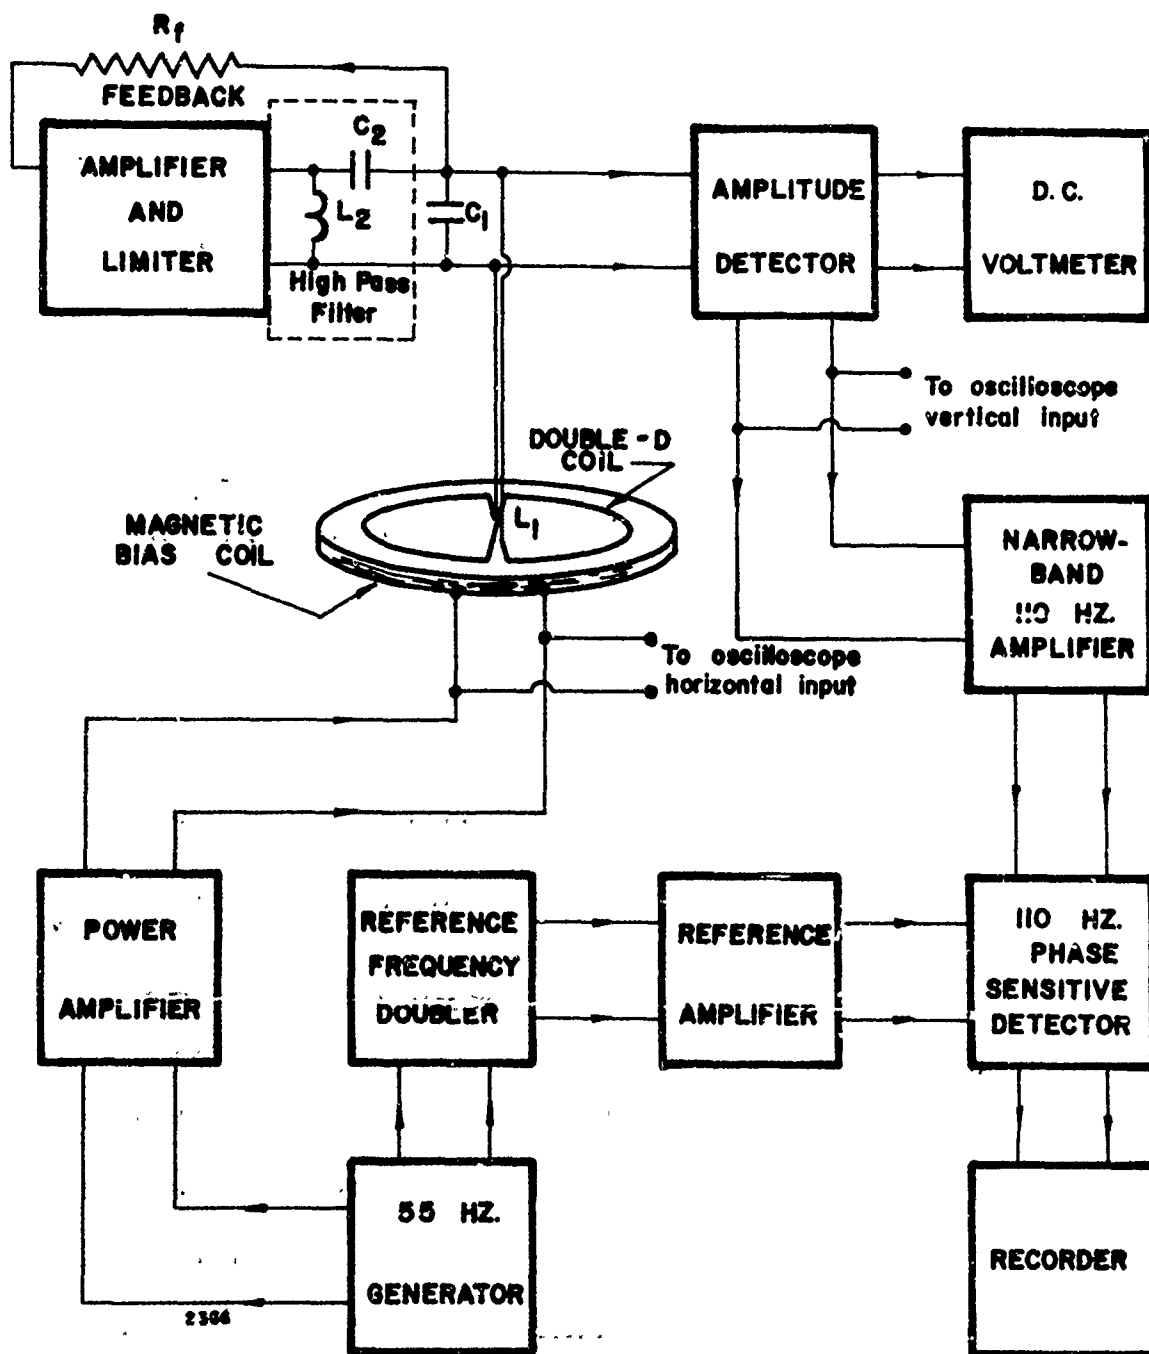 Rf
FEEDBACK
AMPLIFIER
AND
LIMITER
C2
L2
High Pass
Filter
C1
AMPLITUDE
DETECTOR
D. C.
VOLTMETER
To oscilloscope
vertical input
DOUBLE-D
COIL
L1
MAGNETIC
BIAS COIL
NARROW-
BAND
110 HZ.
AMPLIFIER
To oscilloscope
horizontal input
POWER
AMPLIFIER
REFERENCE
FREQUENCY
DOUBLER
REFERENCE
AMPLIFIER
110 HZ.
PHASE
SENSITIVE
DETECTOR
55 HZ.
GENERATOR
2366
RECORDER